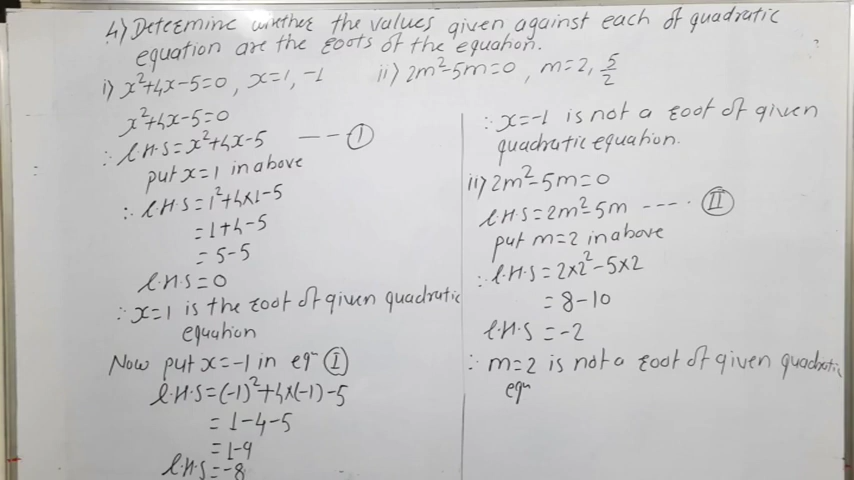 4) Determine whether the values given against each of quadratic
equation are the roots of the equation.
i) x²+4x-5=0, x=1, -1 ii) 2m²-5m=0, m=2, 5/2
x²+4x-5=0
∴ L.H.S = x²+4x-5 --- (I)
put x=1 in above
∴ L.H.S = 1²+4×1-5
= 1+4-5
= 5-5
L.H.S = 0
∴ x=1 is the root of given quadratic
equation
Now put x=-1 in eqⁿ (I)
L.H.S = (-1)²+4×(-1)-5
= 1-4-5
= 1-9
L.H.S = -8
∴ x=-1 is not a root of given
quadratic equation.
ii) 2m²-5m=0
L.H.S = 2m²-5m ---- (II)
put m=2 in above
∴ L.H.S = 2×2²-5×2
= 8-10
L.H.S = -2
∴ m=2 is not a root of given quadratic
eqⁿ